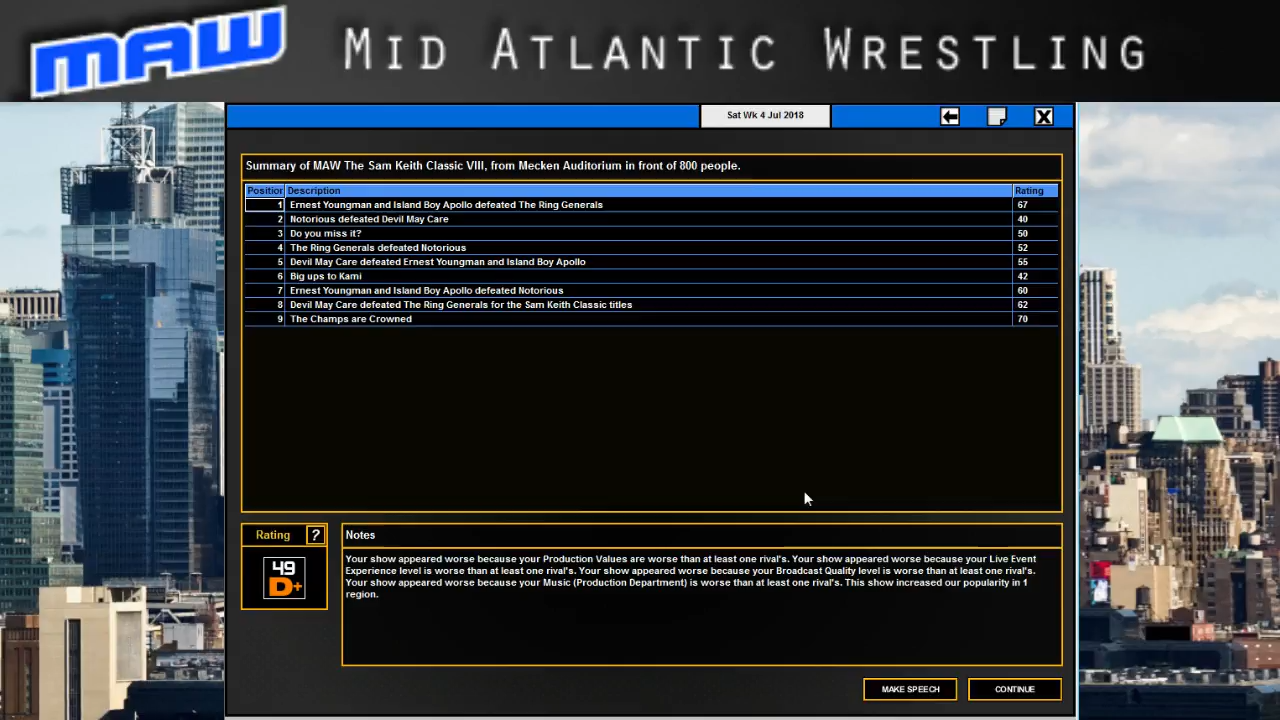 MAW MID ATLANTIC WRESTLING
Sat Wk 4 Jul 2018
Summary of MAW The Sam Keith Classic VIII, from Mecken Auditorium in front of 800 people.
Position Description Rating
1 Ernest Youngman and Island Boy Apollo defeated The Ring Generals 67
2 Notorious defeated Devil May Care 40
3 Do you miss it? 50
4 The Ring Generals defeated Notorious 52
5 Devil May Care defeated Ernest Youngman and Island Boy Apollo 55
6 Big ups to Kami 42
7 Ernest Youngman and Island Boy Apollo defeated Notorious 60
8 Devil May Care defeated The Ring Generals for the Sam Keith Classic titles 62
9 The Champs are Crowned 70
Rating ?
49
D+
Notes
Your show appeared worse because your Production Values are worse than at least one rival's. Your show appeared worse because your Live Event
Experience level is worse than at least one rival's. Your show appeared worse because your Broadcast Quality level is worse than at least one rival's.
Your show appeared worse because your Music (Production Department) is worse than at least one rival's. This show increased our popularity in 1
region.
MAKE SPEECH
CONTINUE